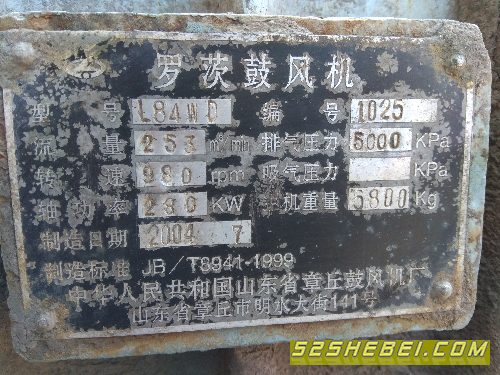 罗茨鼓风机
型号 L84WD 编号 1025
流量 253 m³/min 排气压力 5000 KPa
转速 980 rpm 吸气压力 KPa
轴功率 280 KW 机重量 5800 Kg
制造日期 2004 7
制造标准 JB/T8941-1999
中华人民共和国山东省章丘鼓风机厂
山东省章丘市明水大街141号
52SHEBEI.COM